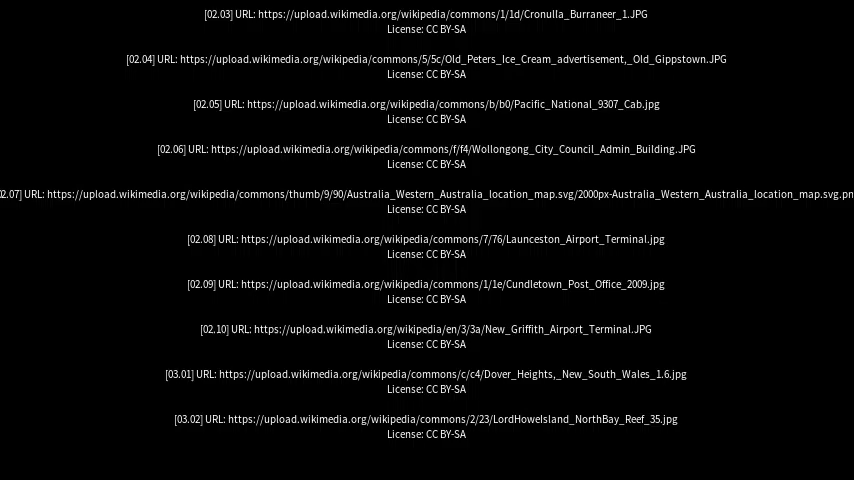 [02.03] URL: https://upload.wikimedia.org/wikipedia/commons/1/1d/Cronulla_Burraneer_1.JPG
License: CC BY-SA
[02.04] URL: https://upload.wikimedia.org/wikipedia/commons/5/5c/Old_Peters_Ice_Cream_advertisement,_Old_Gippstown.JPG
License: CC BY-SA
[02.05] URL: https://upload.wikimedia.org/wikipedia/commons/b/b0/Pacific_National_9307_Cab.jpg
License: CC BY-SA
[02.06] URL: https://upload.wikimedia.org/wikipedia/commons/f/f4/Wollongong_City_Council_Admin_Building.JPG
License: CC BY-SA
02.07] URL: https://upload.wikimedia.org/wikipedia/commons/thumb/9/90/Australia_Western_Australia_location_map.svg/2000px-Australia_Western_Australia_location_map.svg.pn
License: CC BY-SA
[02.08] URL: https://upload.wikimedia.org/wikipedia/commons/7/76/Launceston_Airport_Terminal.jpg
License: CC BY-SA
[02.09] URL: https://upload.wikimedia.org/wikipedia/commons/1/1e/Cundletown_Post_Office_2009.jpg
License: CC BY-SA
[02.10] URL: https://upload.wikimedia.org/wikipedia/en/3/3a/New_Griffith_Airport_Terminal.JPG
License: CC BY-SA
[03.01] URL: https://upload.wikimedia.org/wikipedia/commons/c/c4/Dover_Heights,_New_South_Wales_1.6.jpg
License: CC BY-SA
[03.02] URL: https://upload.wikimedia.org/wikipedia/commons/2/23/LordHoweIsland_NorthBay_Reef_35.jpg
License: CC BY-SA